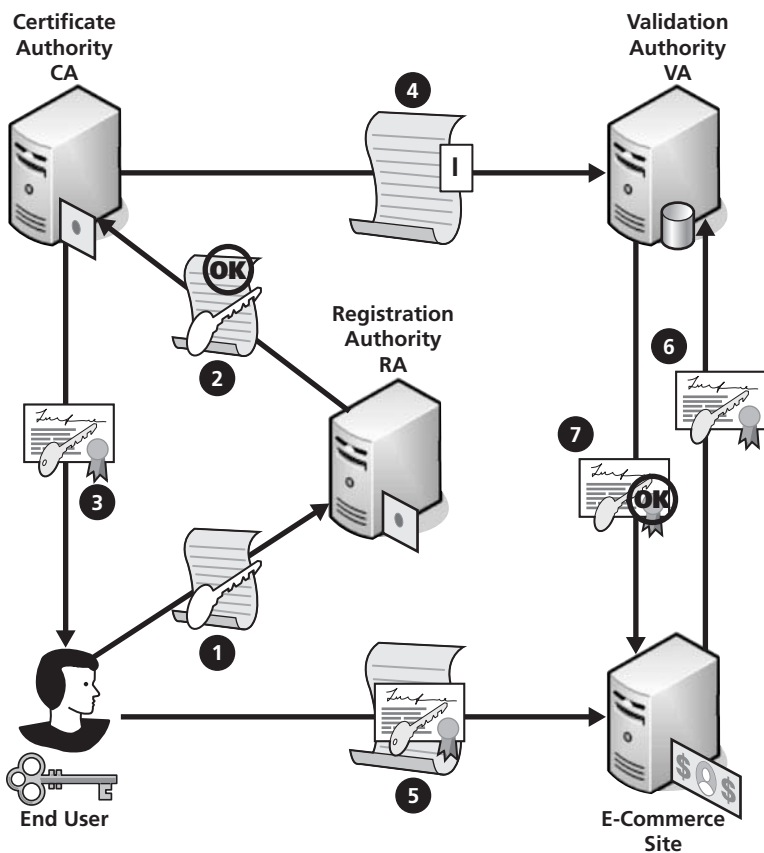 Certificate
Authority
CA
Validation
Authority
VA
4
I
OK
Registration
Authority
RA
2
6
7
3
OK
1
5
$ $
End User
E-Commerce
Site